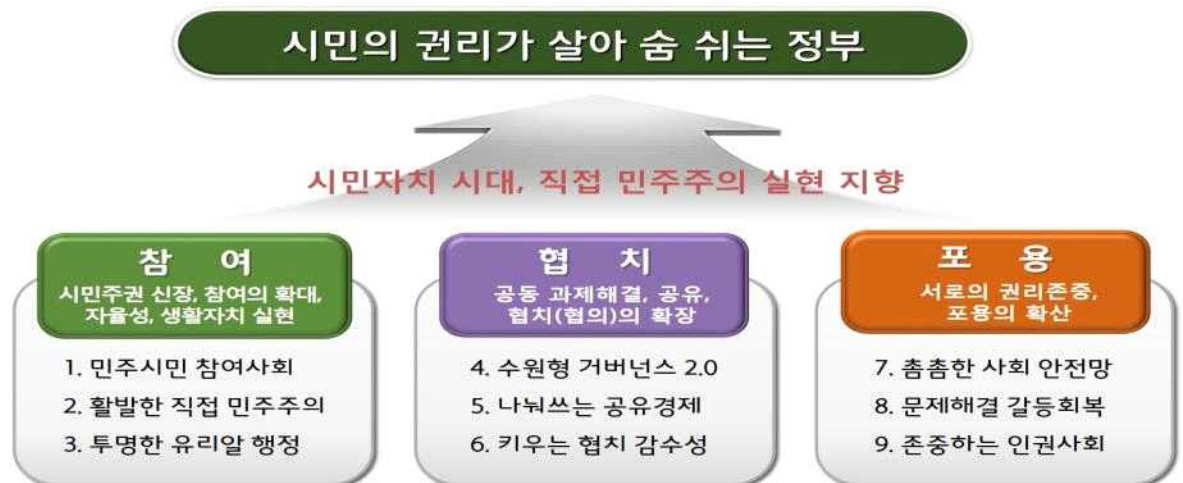 시민의 권리가 살아 숨 쉬는 정부
시민자치 시대, 직접 민주주의 실현 지향
참 여
시민주권 신장, 참여의 확대,
자율성, 생활자치 실현
1. 민주시민 참여사회
2. 활발한 직접 민주주의
3. 투명한 유리알 행정
협 치
공동 과제해결, 공유,
협치(협의)의 확장
4. 수원형 거버넌스 2.0
5. 나눠쓰는 공유경제
6. 키우는 협치 감수성
포 용
서로의 권리존중,
포용의 확산
7. 촘촘한 사회 안전망
8. 문제해결 갈등회복
9. 존중하는 인권사회